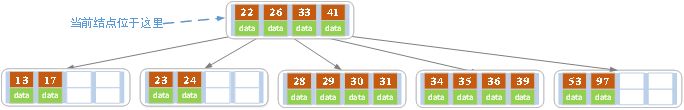 22 26 33 41
当前结点位于这里
data data data data
13 17
23 24
28 29 30 31
34 35 36 39
53 97
data data
data data
data data data data
data data data data
data data